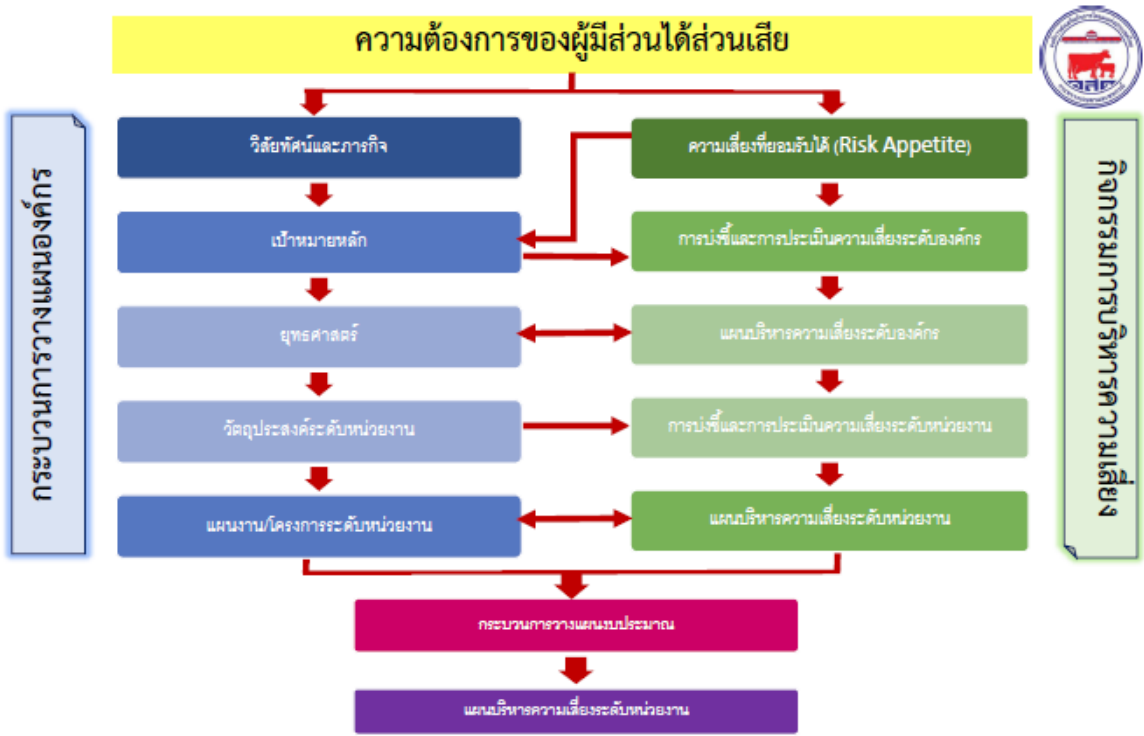 ความต้องการของผู้มีส่วนได้ส่วนเสีย
กระบวนการวางแผนองค์กร
วิสัยทัศน์และภารกิจ
ความเสี่ยงที่ยอมรับได้ (Risk Appetite)
กิจกรรมการบริหารความเสี่ยง
เป้าหมายหลัก
การบ่งชี้และการประเมินความเสี่ยงระดับองค์กร
ยุทธศาสตร์
แผนบริหารความเสี่ยงระดับองค์กร
วัตถุประสงค์ระดับหน่วยงาน
การบ่งชี้และการประเมินความเสี่ยงระดับหน่วยงาน
แผนงาน/โครงการระดับหน่วยงาน
แผนบริหารความเสี่ยงระดับหน่วยงาน
กระบวนการวางแผนงบประมาณ
แผนบริหารความเสี่ยงระดับหน่วยงาน